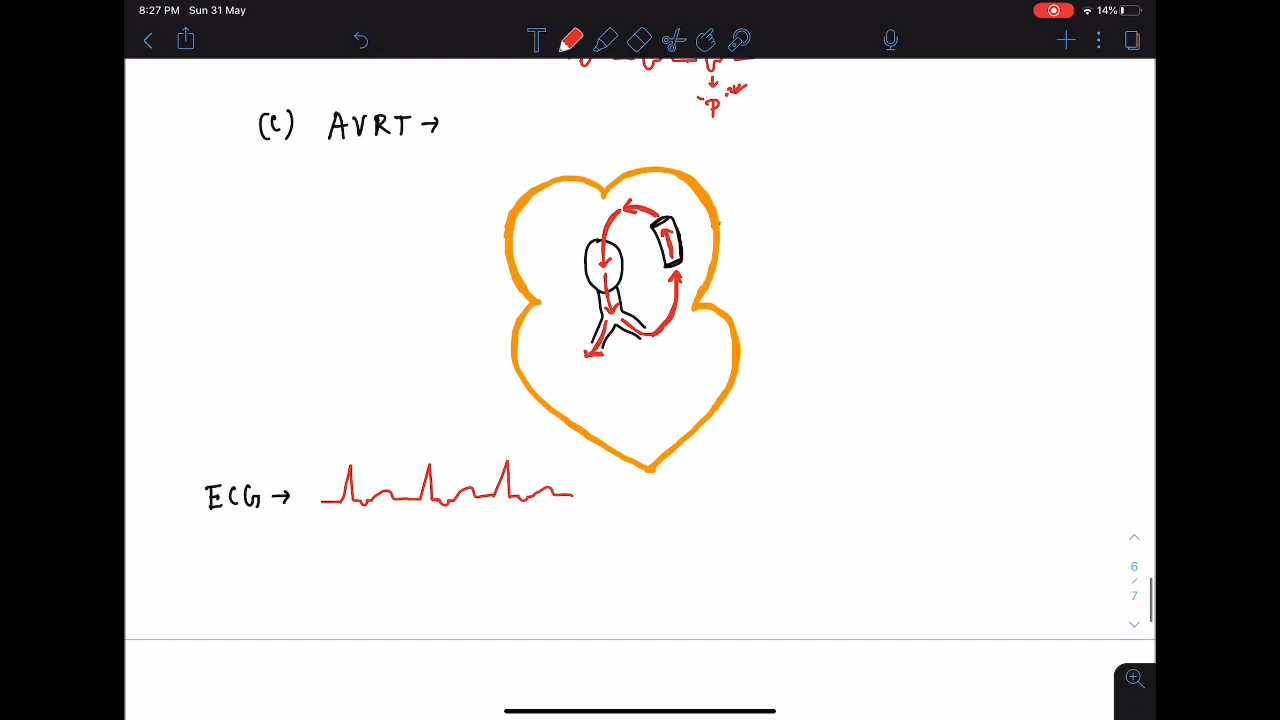 8:27 PM Sun 31 May 14%
T
P
(C) AVRT →
ECG →
6
/
7